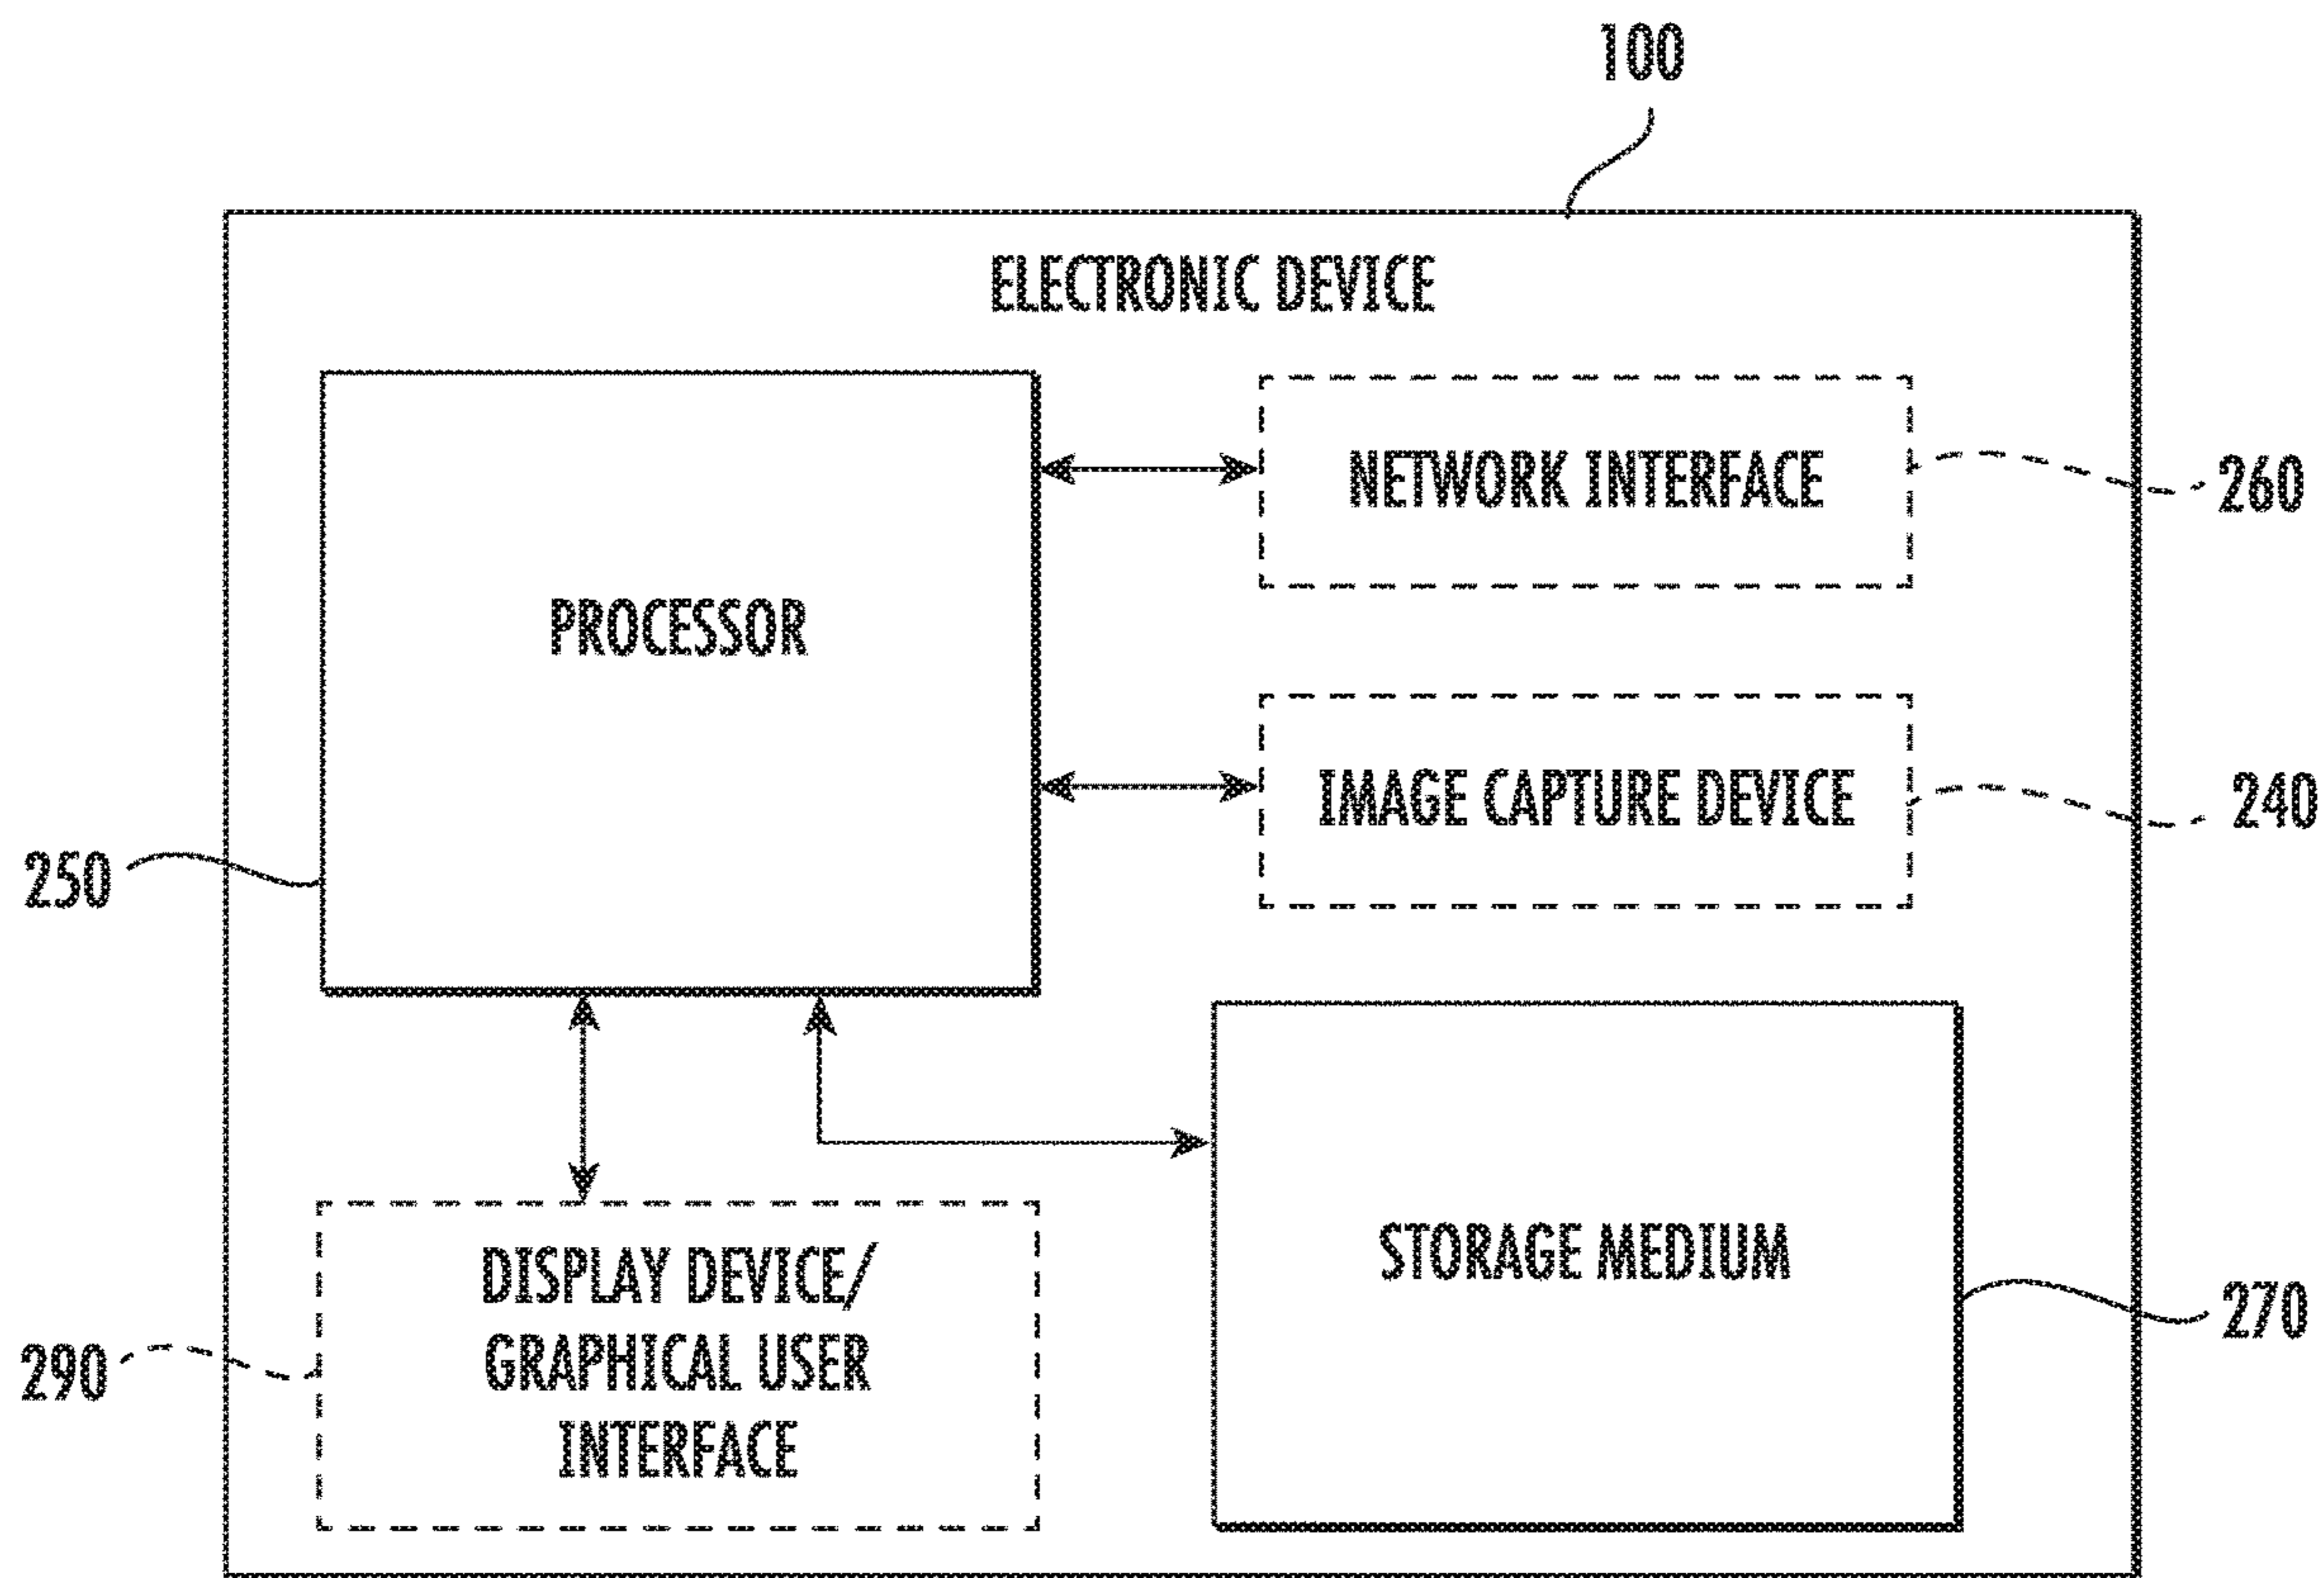 100
ELECTRONIC DEVICE
PROCESSOR
NETWORK INTERFACE
260
IMAGE CAPTURE DEVICE
240
250
DISPLAY DEVICE/
GRAPHICAL USER
INTERFACE
290
STORAGE MEDIUM
270